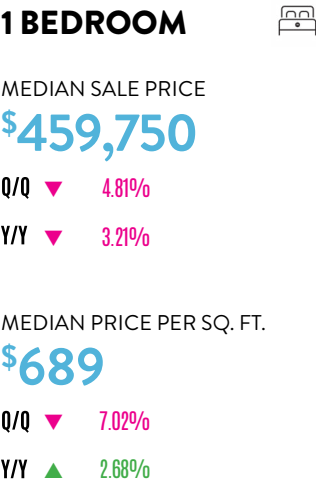 1 BEDROOM
MEDIAN SALE PRICE
$459,750
Q/Q ▼ 4.81%
Y/Y ▼ 3.21%
MEDIAN PRICE PER SQ. FT.
$689
Q/Q ▼ 7.02%
Y/Y ▲ 2.68%